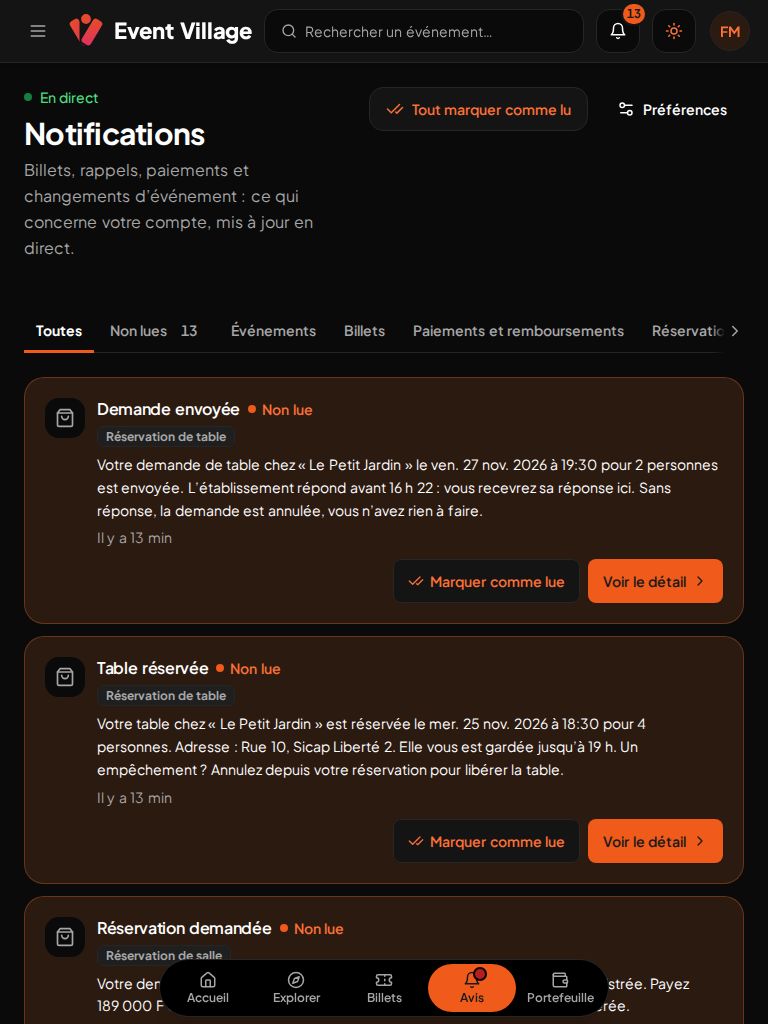 Event Village
Rechercher un événement...
13
FM
En direct
Notifications
Billets, rappels, paiements et
changements d'événement : ce qui
concerne votre compte, mis à jour en
direct.
Tout marquer comme lu
Préférences
Toutes
Non lues 13
Événements
Billets
Paiements et remboursements
Réservatio
Demande envoyée
Non lue
Réservation de table
Votre demande de table chez « Le Petit Jardin » le ven. 27 nov. 2026 à 19:30 pour 2 personnes
est envoyée. L'établissement répond avant 16 h 22 : vous recevrez sa réponse ici. Sans
réponse, la demande est annulée, vous n'avez rien à faire.
Il y a 13 min
Marquer comme lue
Voir le détail
Table réservée
Non lue
Réservation de table
Votre table chez « Le Petit Jardin » est réservée le mer. 25 nov. 2026 à 18:30 pour 4
personnes. Adresse : Rue 10, Sicap Liberté 2. Elle vous est gardée jusqu'à 19 h. Un
empêchement ? Annulez depuis votre réservation pour libérer la table.
Il y a 13 min
Marquer comme lue
Voir le détail
Réservation demandée
Non lue
Réservation de salle
Votre strée. Payez
189 000 F
Accueil
Explorer
Billets
Avis
Portefeuille